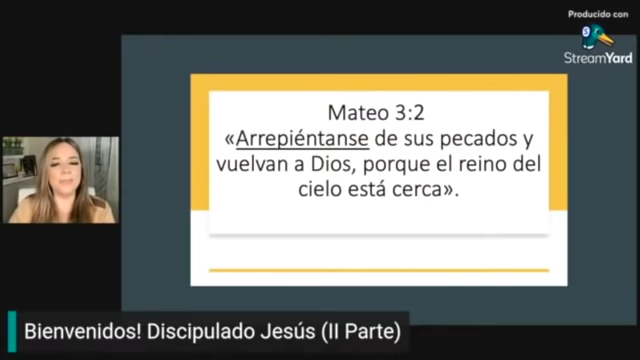 Producido con
StreamYard
Mateo 3:2
«Arrepiéntanse de sus pecados y
vuelvan a Dios, porque el reino del
cielo está cerca».
Bienvenidos! Discipulado Jesús (II Parte)